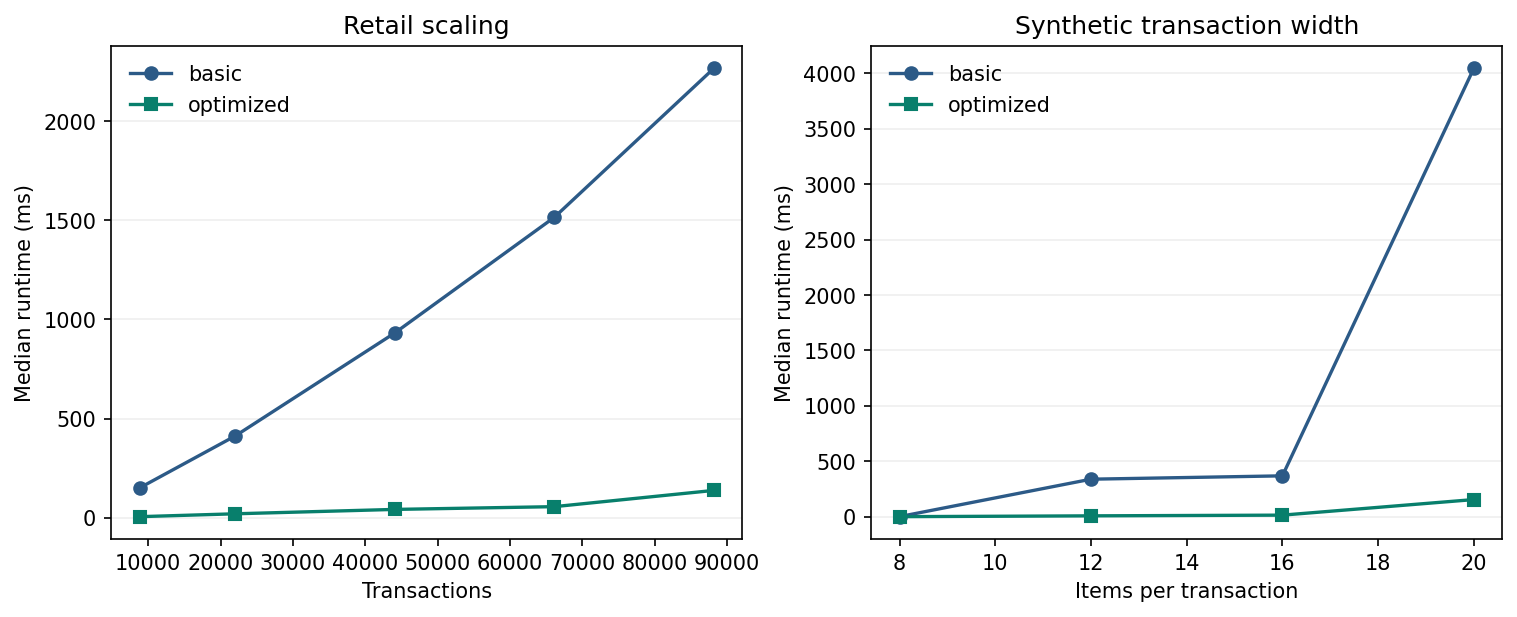 Retail scaling
basic
optimized
Median runtime (ms)
2000
1500
1000
500
0
10000 20000 30000 40000 50000 60000 70000 80000 90000
Transactions
Synthetic transaction width
basic
optimized
Median runtime (ms)
4000
3500
3000
2500
2000
1500
1000
500
0
8 10 12 14 16 18 20
Items per transaction